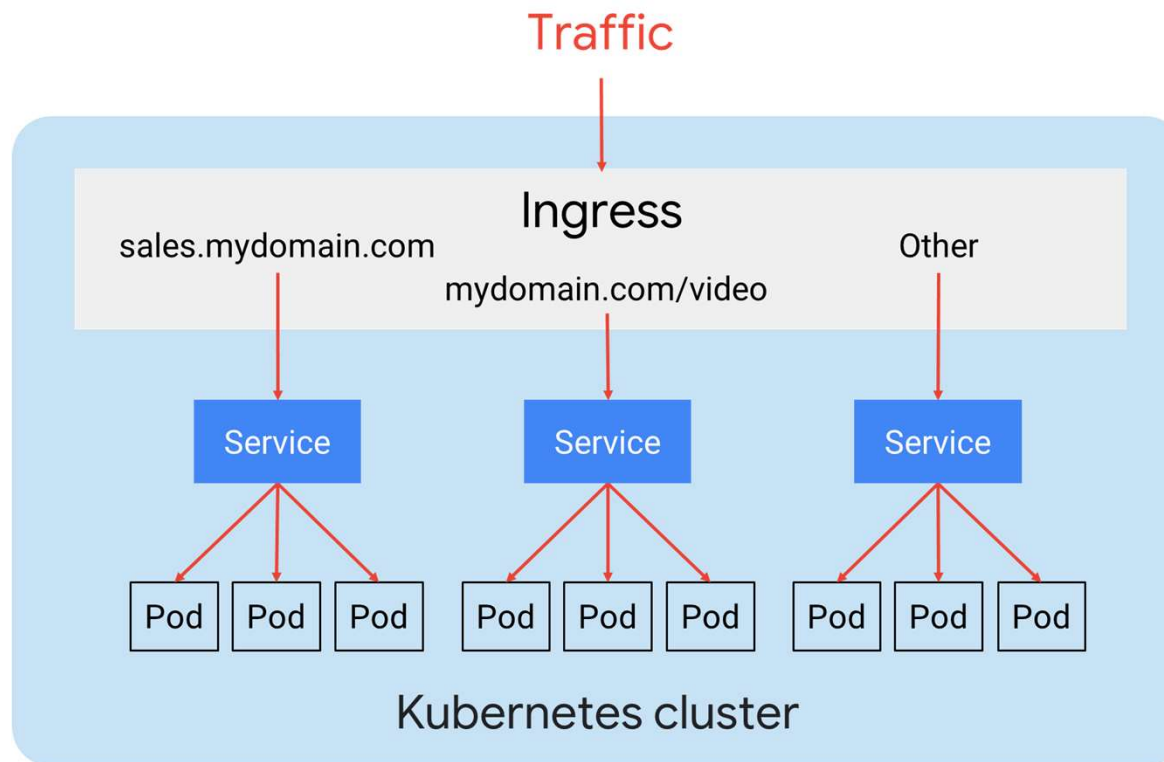 Traffic
Ingress
sales.mydomain.com
Other
mydomain.com/video
Service Service Service
Pod Pod Pod Pod Pod Pod Pod Pod Pod
Kubernetes cluster